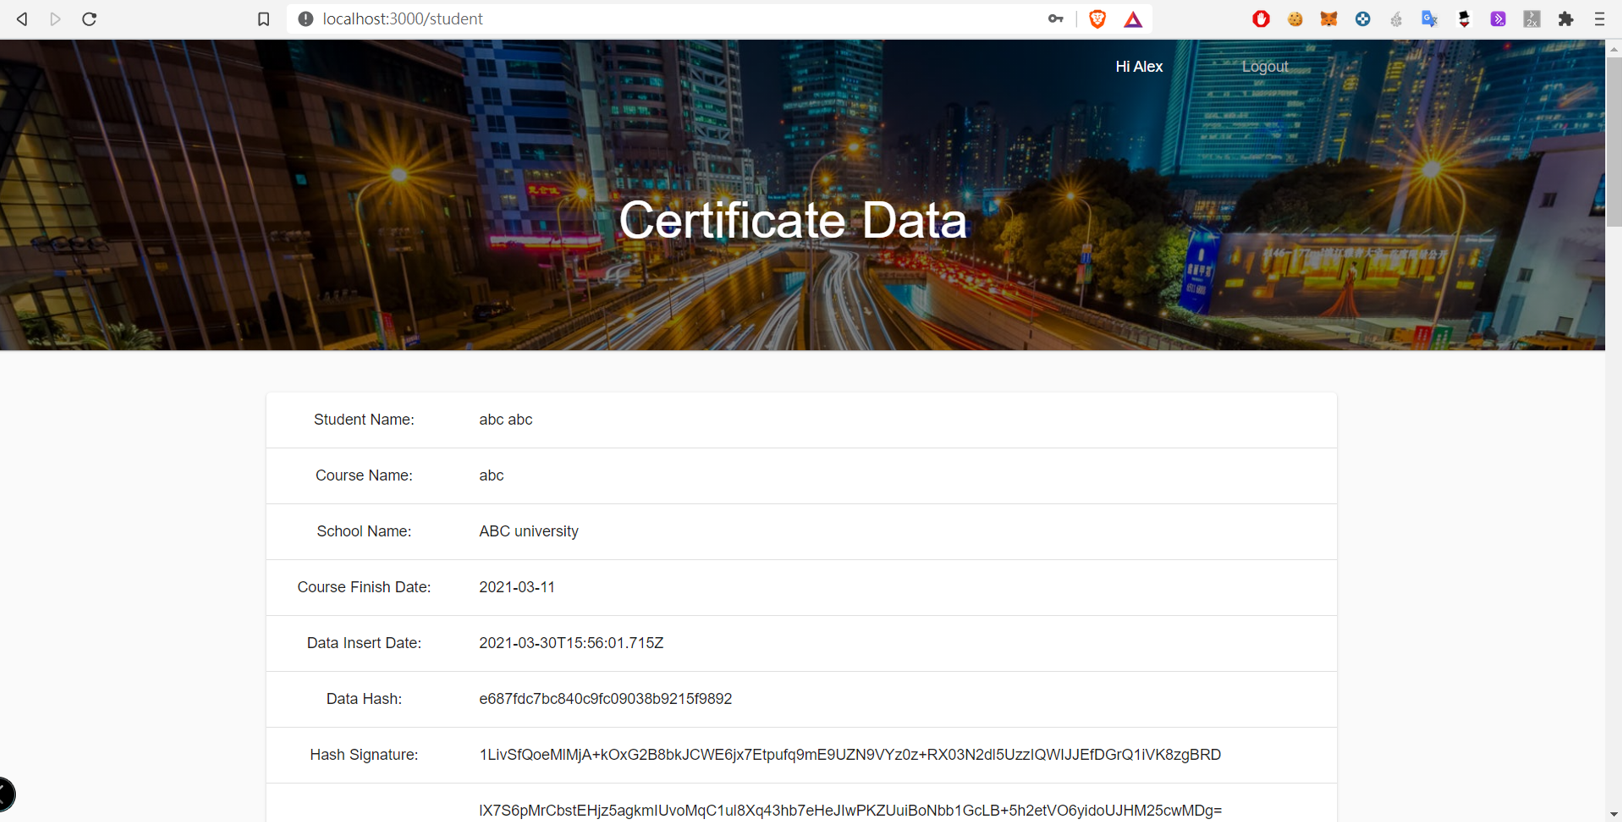 localhost:3000/student
Hi Alex
Logout
Certificate Data
Student Name: abc abc
Course Name: abc
School Name: ABC university
Course Finish Date: 2021-03-11
Data Insert Date: 2021-03-30T15:56:01.715Z
Data Hash: e687fdc7bc840c9fc09038b9215f9892
Hash Signature: 1LivSfQoeMlMjA+kOxG2B8bkJCWE6jx7Etpufq9mE9UZN9VYz0z+RX03N2dl5UzzIQWIJJEfDGrQ1iVK8zgBRD
lX7S6pMrCbstEHjz5agkmIUvoMqC1ul8Xq43hb7eHeJIwPKZUuiBoNbb1GcLB+5h2etVO6yidoUJHM25cwMDg=